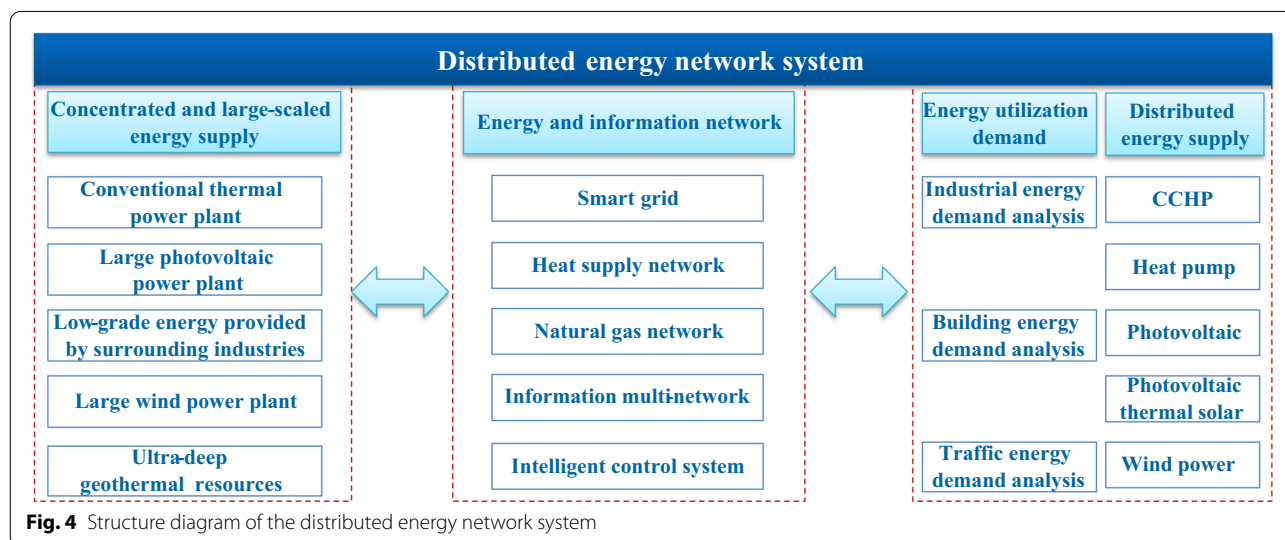 Distributed energy network system
Concentrated and large-scaled
energy supply
Conventional thermal
power plant
Large photovoltaic
power plant
Low-grade energy provided
by surrounding industries
Large wind power plant
Ultra-deep
geothermal resources
Energy and information network
Smart grid
Heat supply network
Natural gas network
Information multi-network
Intelligent control system
Energy utilization
demand
Industrial energy
demand analysis
Building energy
demand analysis
Traffic energy
demand analysis
Distributed
energy supply
CCHP
Heat pump
Photovoltaic
Photovoltaic
thermal solar
Wind power
Fig. 4 Structure diagram of the distributed energy network system